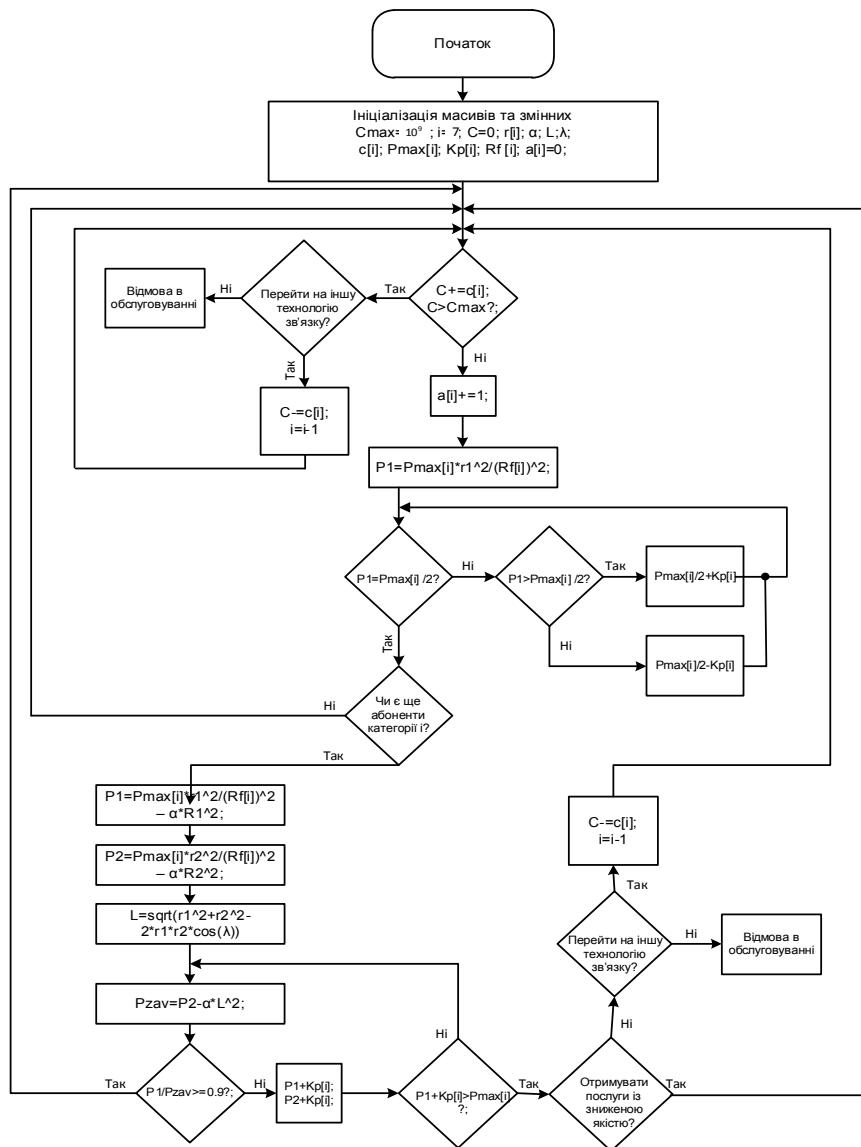 Початок
Ініціалізація масивів та змінних
Cmax= 10⁹ ; i= 7; C=0; r[i]; α; L;λ;
c[i]; Pmax[i]; Kp[i]; Rf [i]; a[i]=0;
C+=c[i];
C>Cmax?;
Так
Перейти на іншу
технологію
зв'язку?
Ні
Відмова в
обслуговуванні
Так
C-=c[i];
i=i-1
Ні
a[i]+=1;
P1=Pmax[i]*r1^2/(Rf[i])^2;
P1=Pmax[i] /2?
Ні
P1>Pmax[i] /2?
Так
Pmax[i]/2+Kp[i]
Ні
Pmax[i]/2-Kp[i]
Так
Чи є ще
абоненти
категорії і?
Ні
Так
P1=Pmax[i]*r1^2/(Rf[i])^2
– α*R1^2;
P2=Pmax[i]*r2^2/(Rf[i])^2
– α*R2^2;
L=sqrt(r1^2+r2^2-
2*r1*r2*cos(λ))
Pzav=P2-α*L^2;
P1/Pzav>=0.9?;
Так
Ні
P1+Kp[i];
P2+Kp[i];
P1+Kp[i]>Pmax[i]
?;
Ні
Так
Отримувати
послуги із
зниженою
якістю?
Так
Ні
Перейти на іншу
технологію
зв'язку?
Ні
Відмова в
обслуговуванні
Так
C-=c[i];
i=i-1